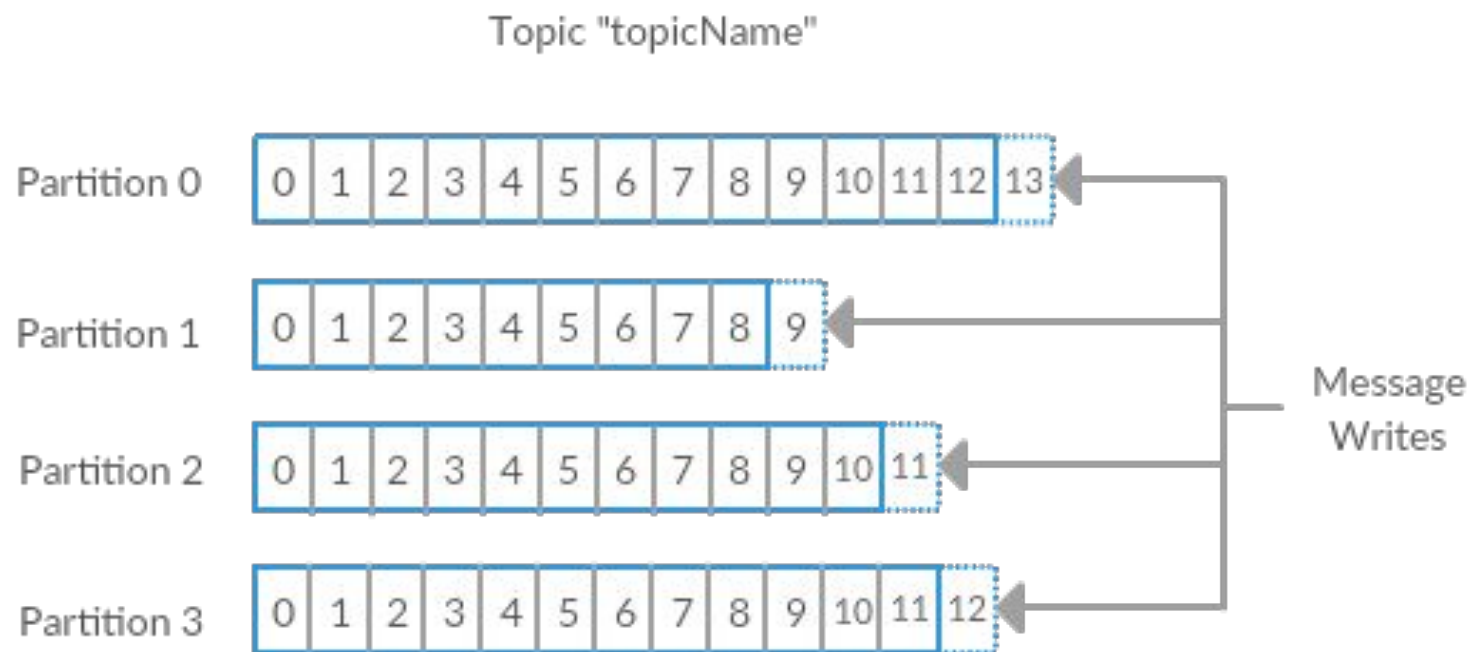 Topic "topicName"
Partition 0 0 1 2 3 4 5 6 7 8 9 10 11 12 13
Partition 1 0 1 2 3 4 5 6 7 8 9
Partition 2 0 1 2 3 4 5 6 7 8 9 10 11
Partition 3 0 1 2 3 4 5 6 7 8 9 10 11 12
Message
Writes